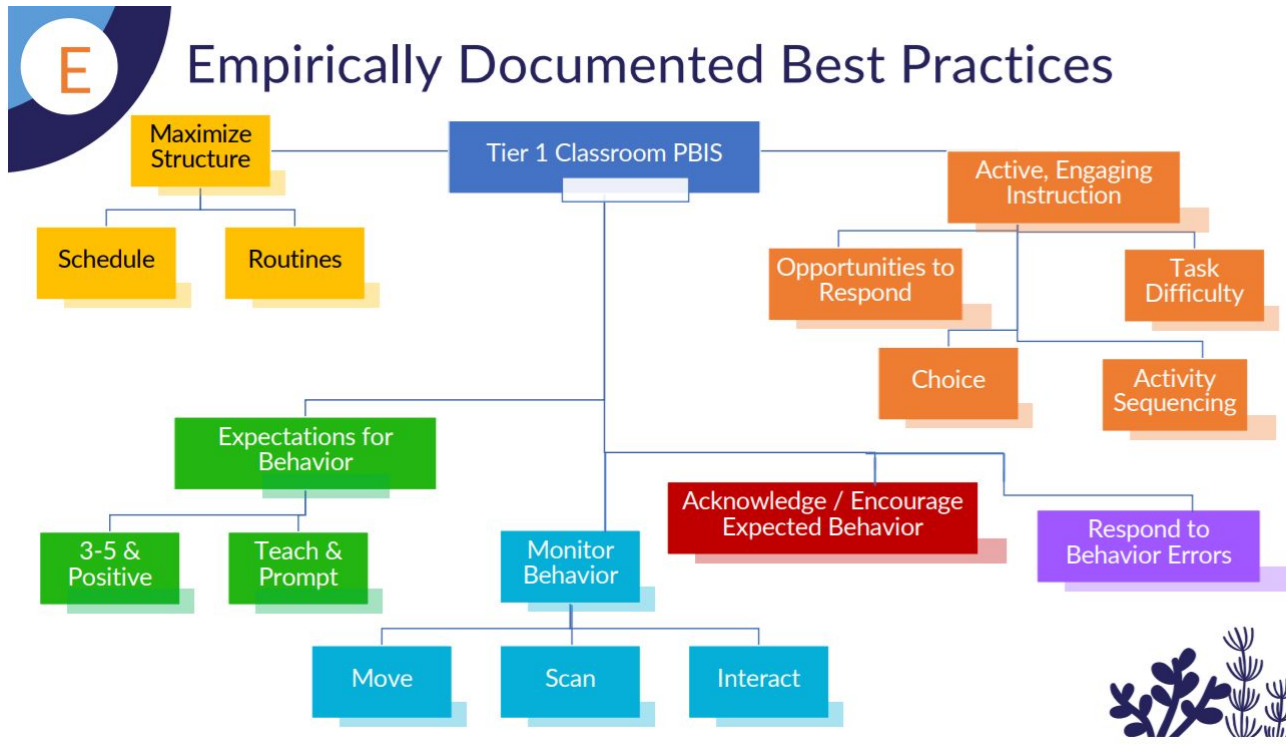 E
Empirically Documented Best Practices
Maximize
Structure
Tier 1 Classroom PBIS
Active, Engaging
Instruction
Schedule
Routines
Opportunities to
Respond
Task
Difficulty
Choice
Activity
Sequencing
Expectations for
Behavior
3-5 &
Positive
Teach &
Prompt
Monitor
Behavior
Acknowledge / Encourage
Expected Behavior
Respond to
Behavior Errors
Move
Scan
Interact